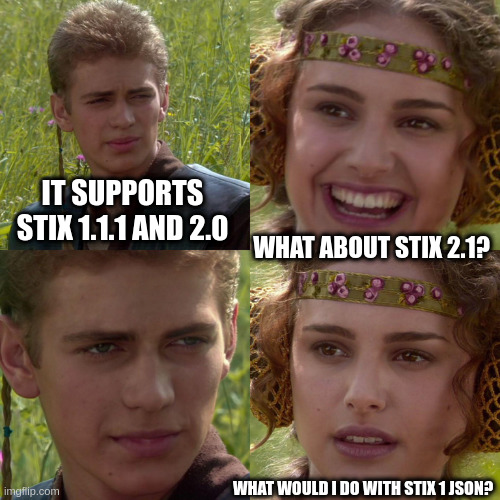 IT SUPPORTS
STIX 1.1.1 AND 2.0
WHAT ABOUT STIX 2.1?
WHAT WOULD I DO WITH STIX 1 JSON?
imgflip.com